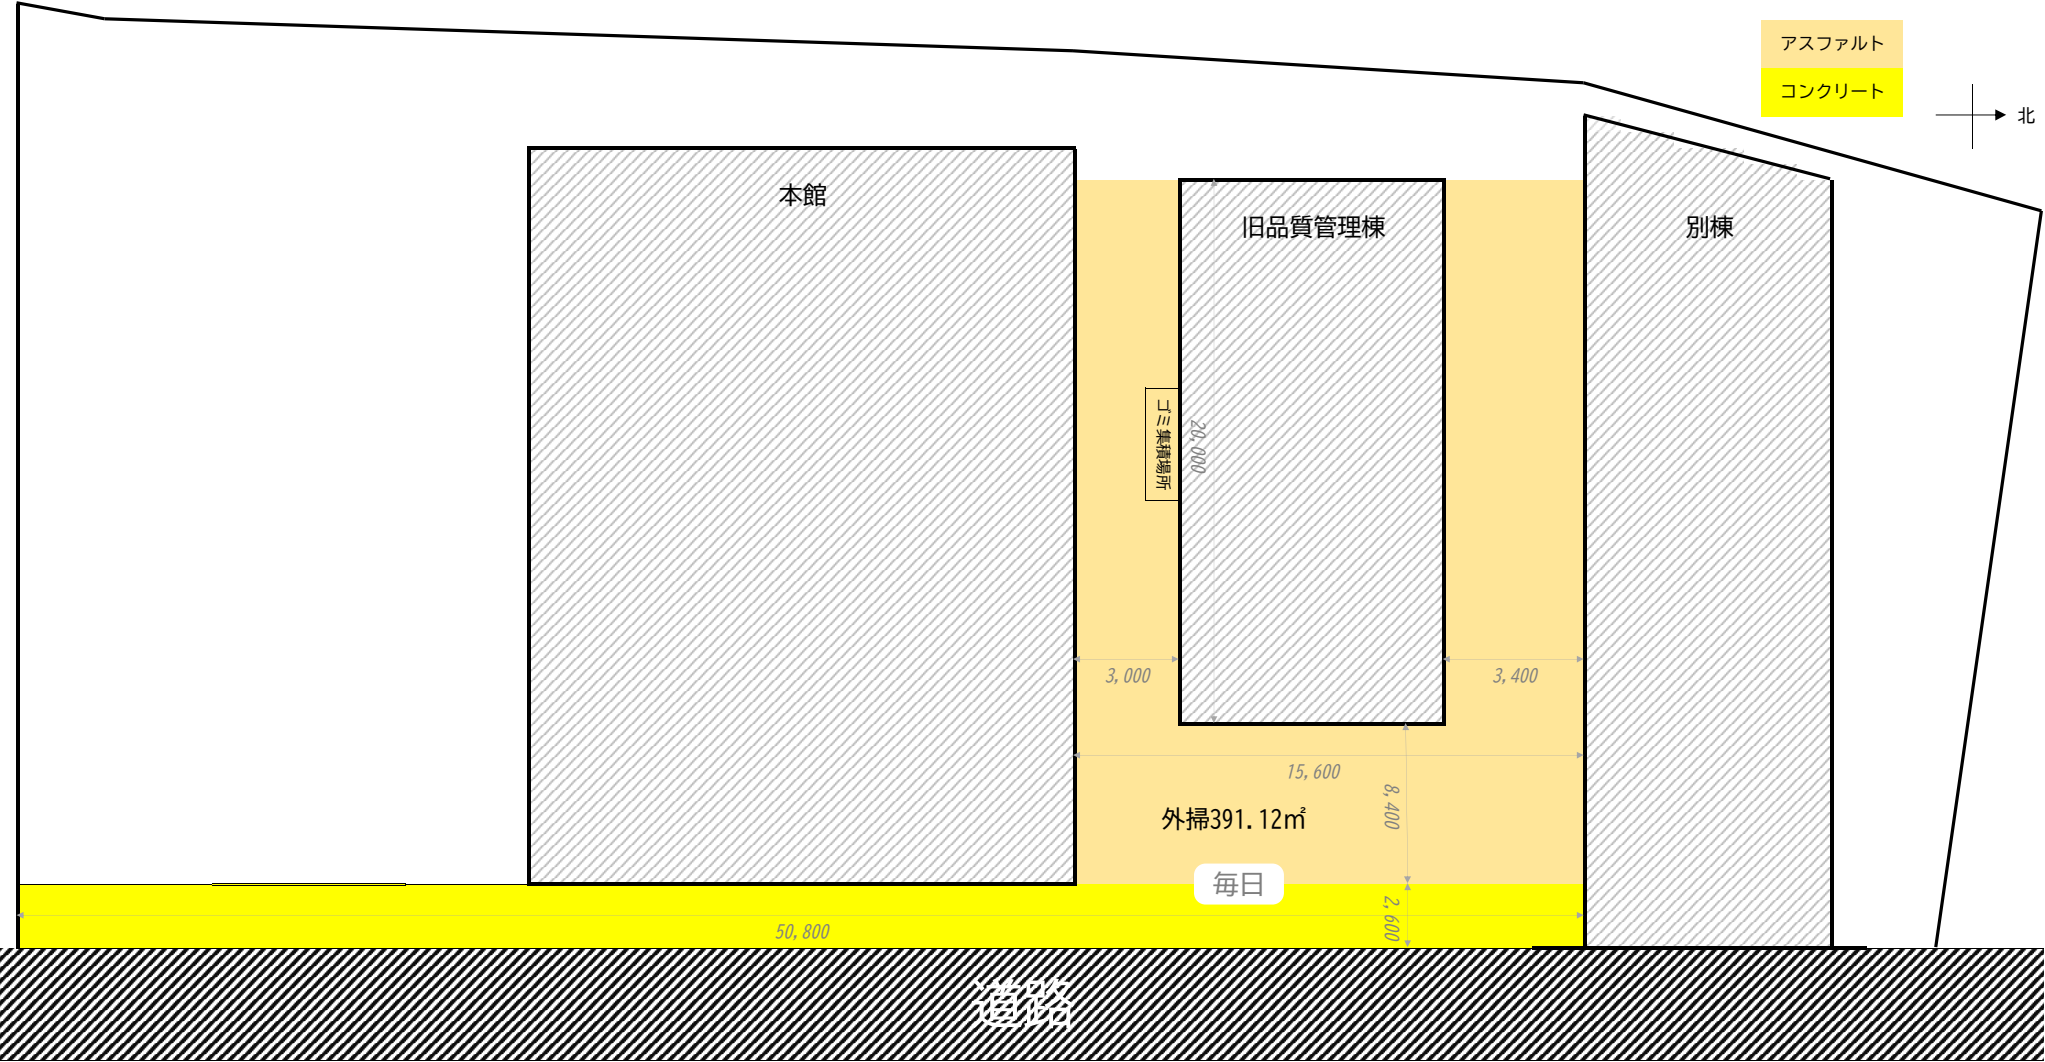 アスファルト
コンクリート
北
本館
旧品質管理棟
別棟
ゴミ集積場所
20,000
3,000
3,400
15,600
8,400
外掃391.12㎡
毎日
2,600
50,800
道路